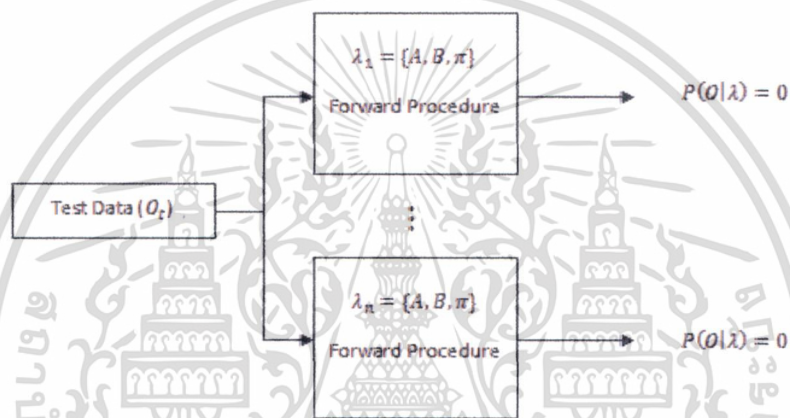 λ₁ = {A, B, π}
Forward Procedure
P(O|λ) = 0
Test Data (Oₜ)
⋮
λₙ = {A, B, π}
Forward Procedure
P(O|λ) = 0